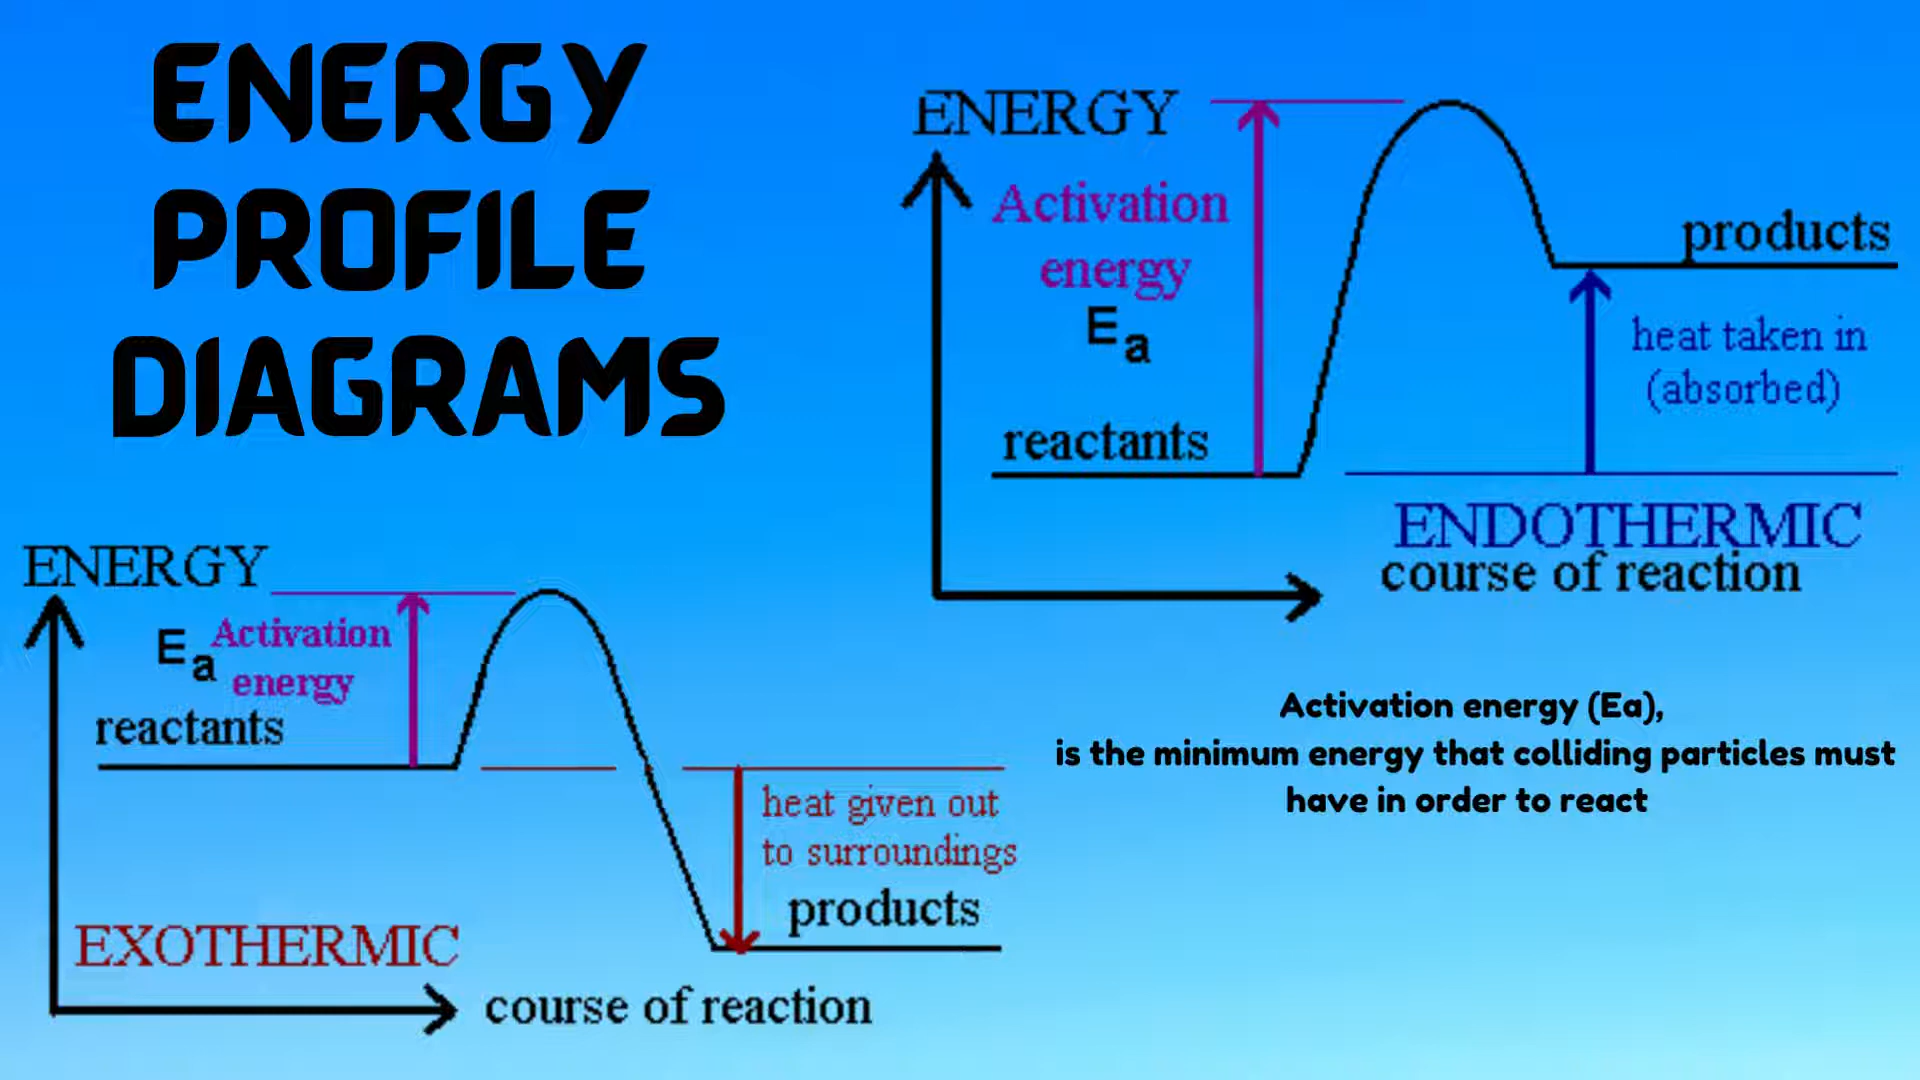 ENERGY
PROFILE
DIAGRAMS
ENERGY
Activation
energy
Ea
reactants
products
heat taken in
(absorbed)
ENDOTHERMIC
course of reaction
ENERGY
Ea
Activation
energy
reactants
heat given out
to surroundings
products
EXOTHERMIC
course of reaction
Activation energy (Ea),
is the minimum energy that colliding particles must
have in order to react